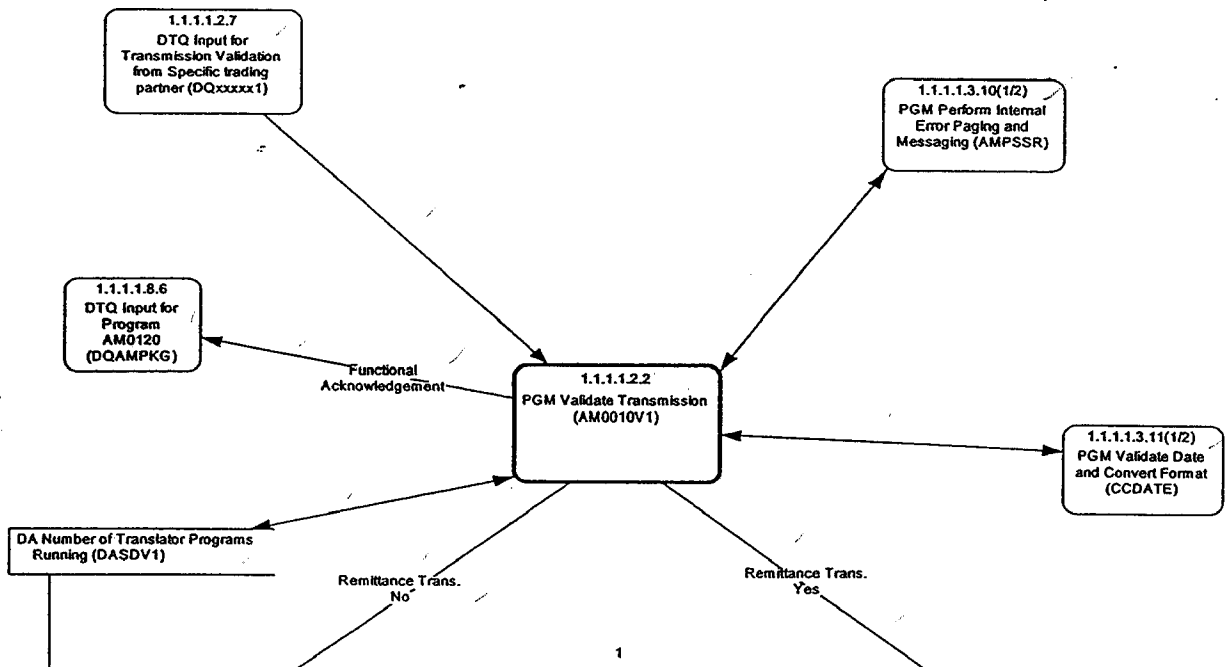 1.1.1.1.2.7
DTQ Input for
Transmission Validation
from Specific trading
partner (DQxxxxx1)
1.1.1.1.3.10(1/2)
PGM Perform Internal
Error Paging and
Messaging (AMPSSR)
1.1.1.1.8.6
DTQ Input for
Program
AM0120
(DQAMPKG)
Functional
Acknowledgement
1.1.1.1.2.2
PGM Validate Transmission
(AM0010V1)
1.1.1.1.3.11(1/2)
PGM Validate Date
and Convert Format
(CCDATE)
DA Number of Translator Programs
Running (DASDV1)
Remittance Trans.
No
Remittance Trans.
Yes
1